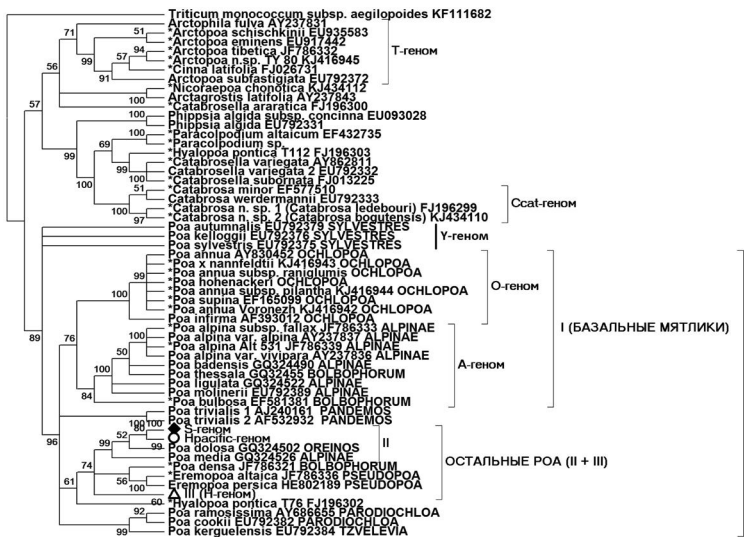 Triticum monococcum subsp. aegilopoides KF111682
Arctophila fulva AY237831
*Arctopoa schischkinii EU935583
*Arctopoa eminens EU917442
*Arctopoa tibetica JF786332
*Arctopoa n.sp. TY 80 KJ416945
*Cinna latifolia FJ026731
Arctopoa subfastigiata EU792372
*Nicoraepoa chonotica KJ434112
Arctagrostis latifolia AY237843
*Catabrosella araratica FJ196300
Phippsia algida subsp. concinna EU093028
Phippsia algida EU792331
*Paracolpodium altaicum EF432735
*Paracolpodium sp.
*Hyalopoa pontica T112 FJ196303
*Catabrosella variegata AY862811
Catabrosella variegata 2 EU792332
*Catabrosella subornata FJ013225
*Catabrosa minor EF577510
Catabrosa werdermannii EU792333
*Catabrosa n. sp. 1 (Catabrosa ledebouri) FJ196299
*Catabrosa n. sp. 2 (Catabrosa bogutensis) KJ434110
Poa autumnalis EU792379 SYLVESTRES
Poa kelloggii EU792376 SYLVESTRES
Poa sylvestris EU792375 SYLVESTRES
Poa annua AY830452 OCHLOPOA
*Poa x nannfeldtii KJ416943 OCHLOPOA
*Poa annua subsp. raniglumis OCHLOPOA
*Poa hohenackeri OCHLOPOA
*Poa annua subsp. pilantha KJ416944 OCHLOPOA
*Poa supina EF165099 OCHLOPOA
*Poa annua Voronezh KJ416942 OCHLOPOA
Poa infirma AF393012 OCHLOPOA
*Poa alpina subsp. fallax JF786333 ALPINAE
Poa alpina var. alpina AY237837 ALPINAE
*Poa alpina Alt 531 JF786339 ALPINAE
Poa alpina var. vivipara AY237836 ALPINAE
Poa badensis GQ324490 ALPINAE
Poa thessala GQ32455 BOLBOPHORUM
Poa ligulata GQ324522 ALPINAE
Poa molinerii EU792389 ALPINAE
*Poa bulbosa EF581381 BOLBOPHORUM
Poa trivialis 1 AJ240161 PANDEMOS
Poa trivialis 2 AF532932 PANDEMOS
S-геном
Hpacific-геном
Poa dolosa GQ324502 OREINOS
Poa media GQ324526 ALPINAE
*Poa densa JF786321 BOLBOPHORUM
*Eremopoa altaica JF786336 PSEUDOPOA
Eremopoa persica HE802189 PSEUDOPOA
III (H-геном)
*Hyalopoa pontica T76 FJ196302
Poa ramosissima AY686655 PARODIOCHLOA
Poa cookii EU792382 PARODIOCHLOA
Poa kerguelensis EU792384 TZVELEVIA
T-геном
Ccat-геном
Y-геном
O-геном
A-геном
II
I (БАЗАЛЬНЫЕ МЯТЛИКИ)
ОСТАЛЬНЫЕ POA (II + III)
71
51
99
94
57
91
56
100
57
100
99
69
99
100
51
100
97
99
100
76
50
100
84
89
96
100
100
80
52
99
99
74
56
100
61
60
92
99